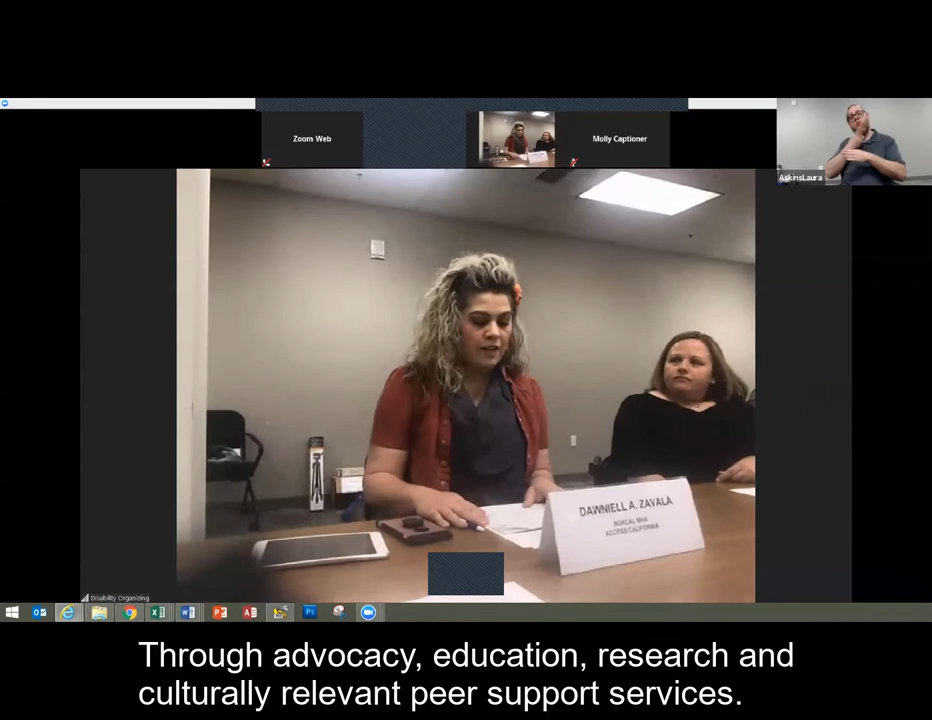 Zoom Web
Molly Captioner
AskinsLaura
DAWNIELL A. ZAVALA
NORCAL MHA
ACCESS CALIFORNIA
Disability Organizing
Through advocacy, education, research and
culturally relevant peer support services.